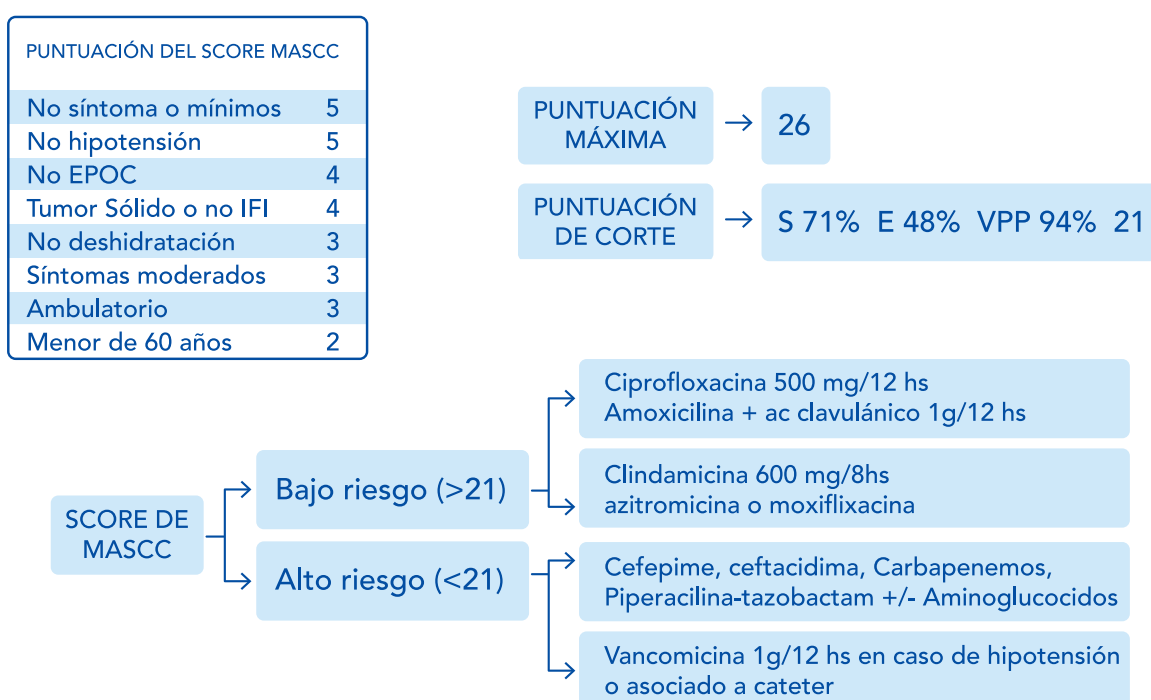 PUNTUACIÓN DEL SCORE MASCC
No síntoma o mínimos 5
No hipotensión 5
No EPOC 4
Tumor Sólido o no IFI 4
No deshidratación 3
Síntomas moderados 3
Ambulatorio 3
Menor de 60 años 2
PUNTUACIÓN
MÁXIMA
26
PUNTUACIÓN
DE CORTE
S 71% E 48% VPP 94% 21
SCORE DE
MASCC
Bajo riesgo (>21)
Ciprofloxacina 500 mg/12 hs
Amoxicilina + ac clavulánico 1g/12 hs
Clindamicina 600 mg/8hs
azitromicina o moxiflixacina
Alto riesgo (<21)
Cefepime, ceftacidima, Carbapenemos,
Piperacilina-tazobactam +/- Aminoglucocidos
Vancomicina 1g/12 hs en caso de hipotensión
o asociado a cateter